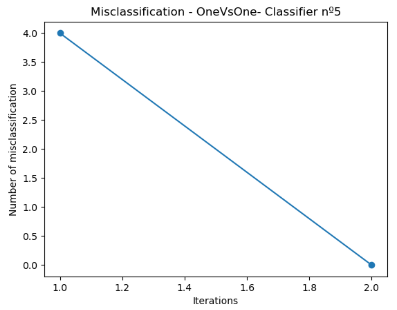 Misclassification - OneVsOne- Classifier nº5
Number of misclassification
4.0
3.5
3.0
2.5
2.0
1.5
1.0
0.5
0.0
1.0 1.2 1.4 1.6 1.8 2.0
Iterations